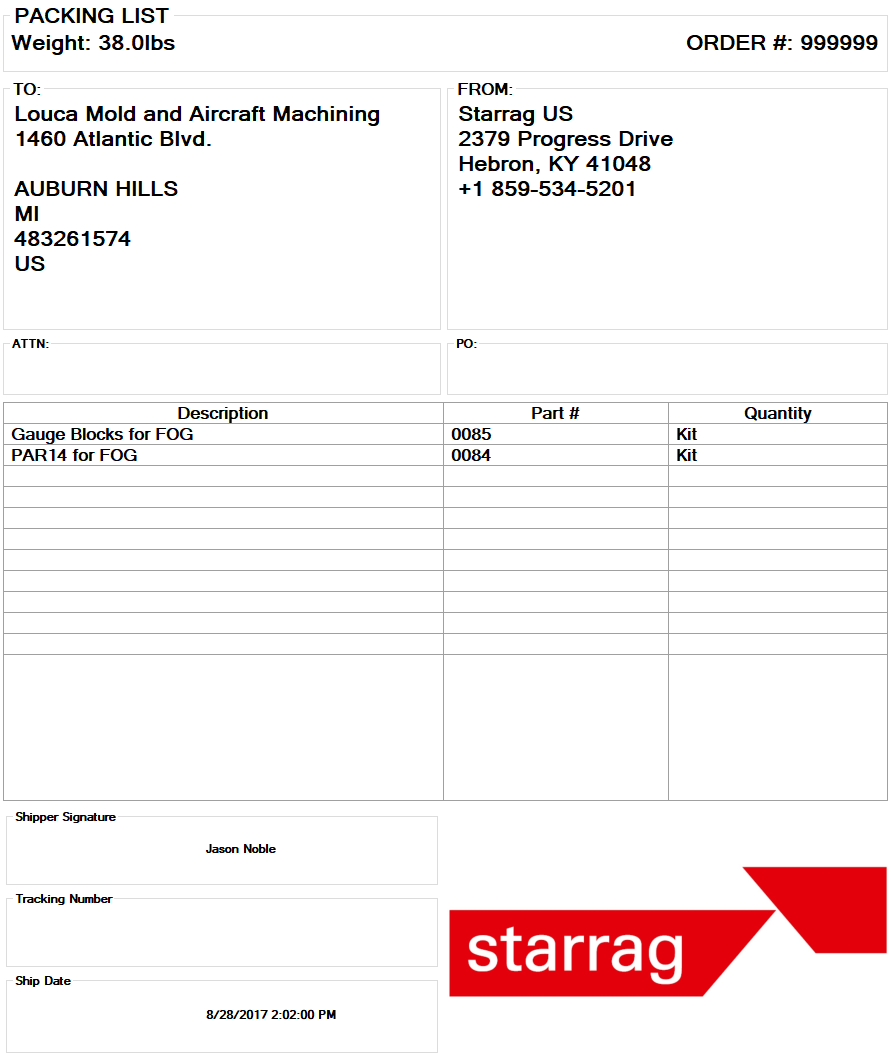 PACKING LIST
Weight: 38.0lbs
ORDER #: 999999
TO:
Louca Mold and Aircraft Machining
1460 Atlantic Blvd.
AUBURN HILLS
MI
483261574
US
FROM:
Starrag US
2379 Progress Drive
Hebron, KY 41048
+1 859-534-5201
ATTN:
PO:
Description Part # Quantity
Gauge Blocks for FOG 0085 Kit
PAR14 for FOG 0084 Kit
Shipper Signature
Jason Noble
Tracking Number
Ship Date
8/28/2017 2:02:00 PM
starrag